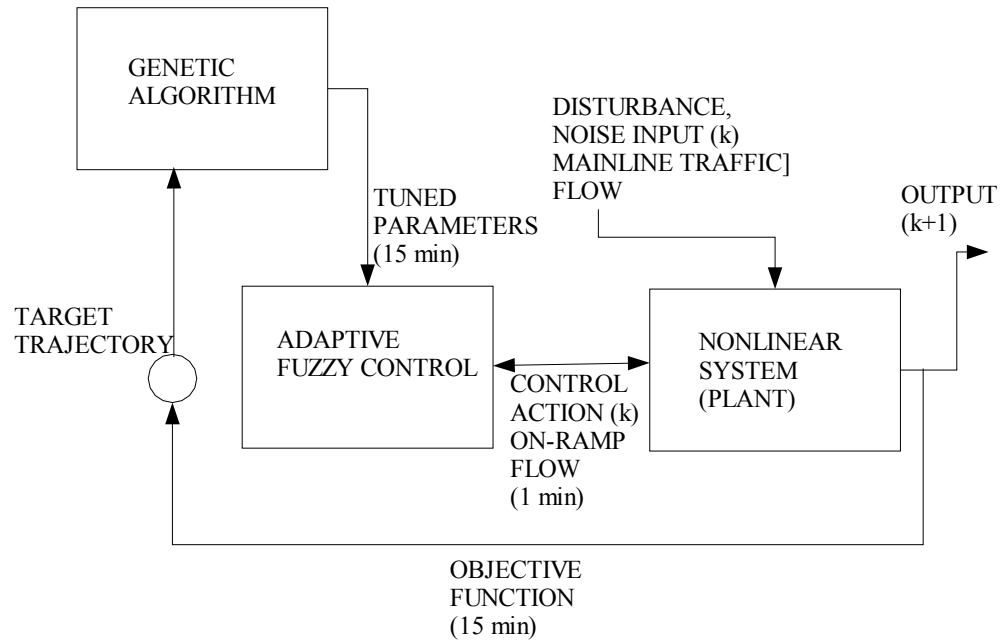 GENETIC
ALGORITHM
DISTURBANCE,
NOISE INPUT (k)
MAINLINE TRAFFIC]
FLOW
OUTPUT
(k+1)
TUNED
PARAMETERS
(15 min)
TARGET
TRAJECTORY
ADAPTIVE
FUZZY CONTROL
NONLINEAR
SYSTEM
(PLANT)
CONTROL
ACTION (k)
ON-RAMP
FLOW
(1 min)
OBJECTIVE
FUNCTION
(15 min)